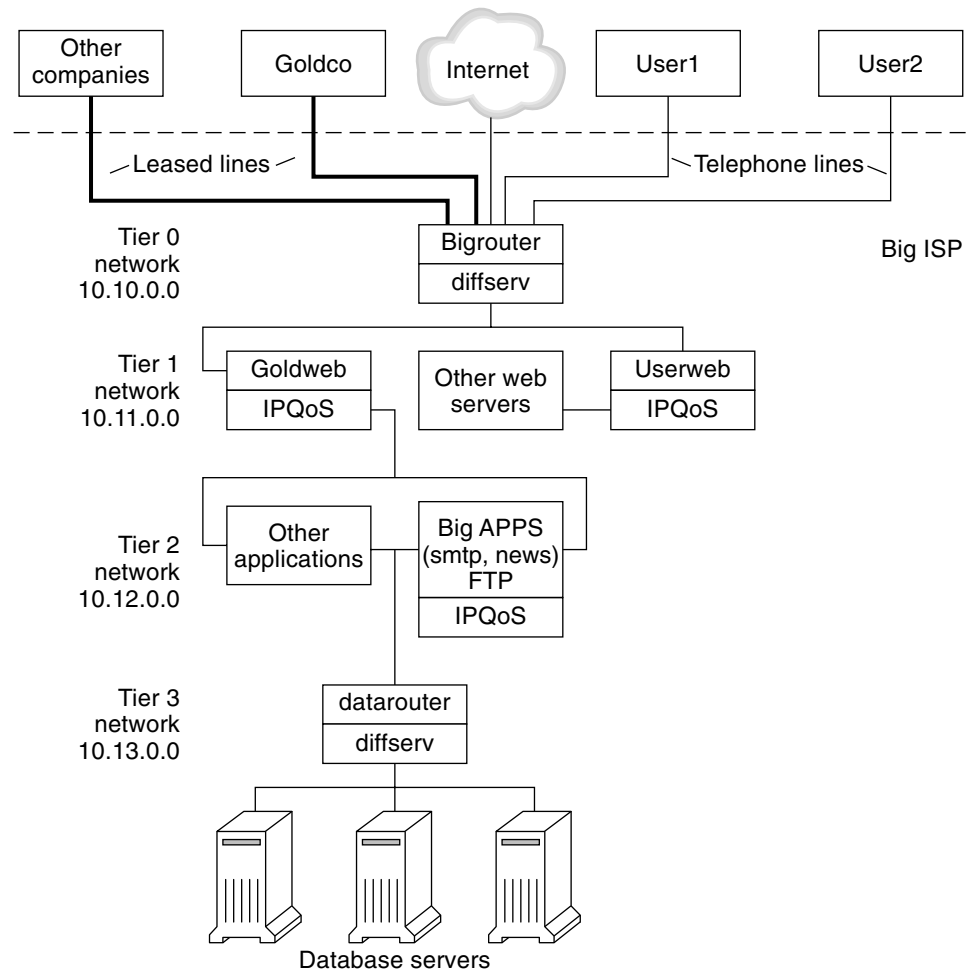 Other
companies
Goldco
Internet
User1
User2
Leased lines
Telephone lines
Tier 0
network
10.10.0.0
Bigrouter
diffserv
Big ISP
Tier 1
network
10.11.0.0
Goldweb
IPQoS
Other web
servers
Userweb
IPQoS
Tier 2
network
10.12.0.0
Other
applications
Big APPS
(smtp, news)
FTP
IPQoS
Tier 3
network
10.13.0.0
datarouter
diffserv
Database servers